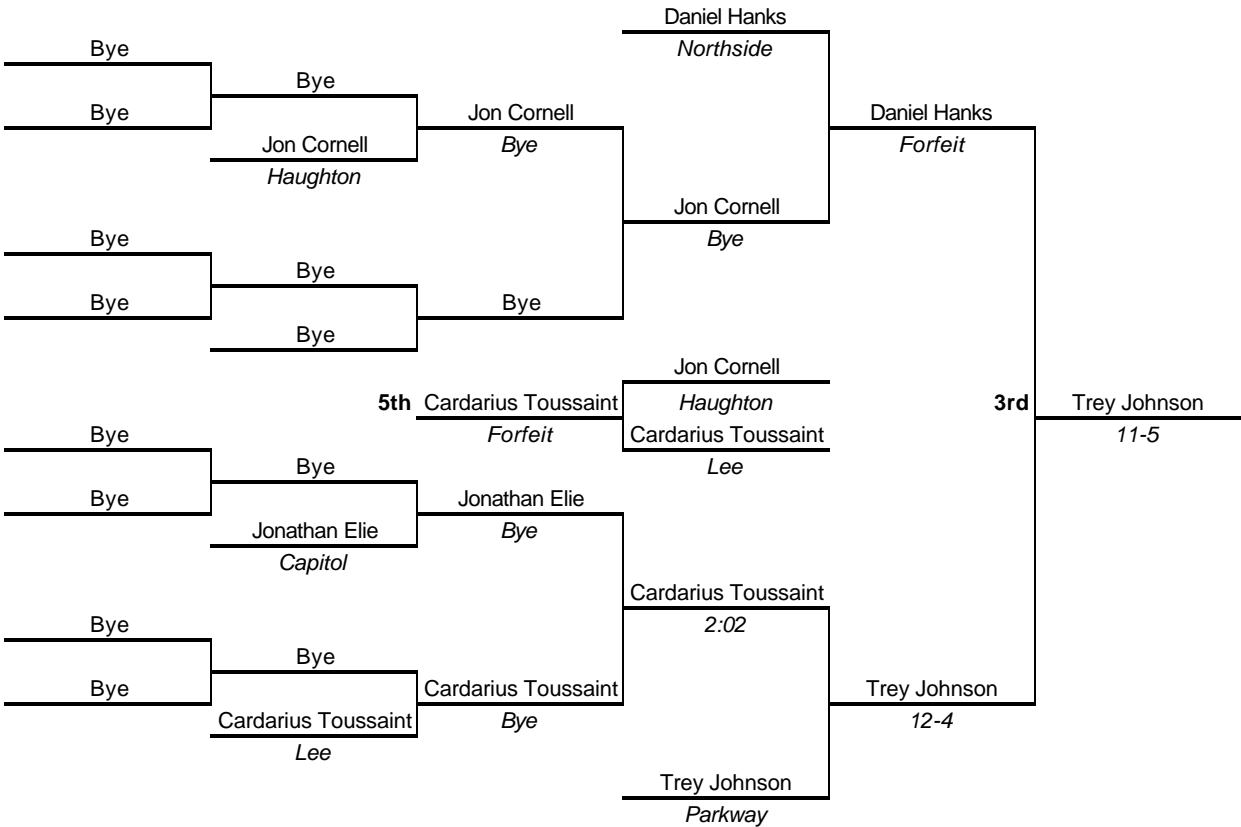 Daniel Hanks
Bye Northside
Bye
Bye Jon Cornell Daniel Hanks
Jon Cornell Bye Forfeit
Haughton
Jon Cornell
Bye Bye
Bye
Bye Bye
Bye
Jon Cornell
5th Cardarius Toussaint Haughton 3rd Trey Johnson
Bye Forfeit Cardarius Toussaint 11-5
Bye Lee
Bye Jonathan Elie
Jonathan Elie Bye
Capitol
Cardarius Toussaint
Bye 2:02
Bye
Bye Cardarius Toussaint Trey Johnson
Cardarius Toussaint Bye 12-4
Lee
Trey Johnson
Parkway